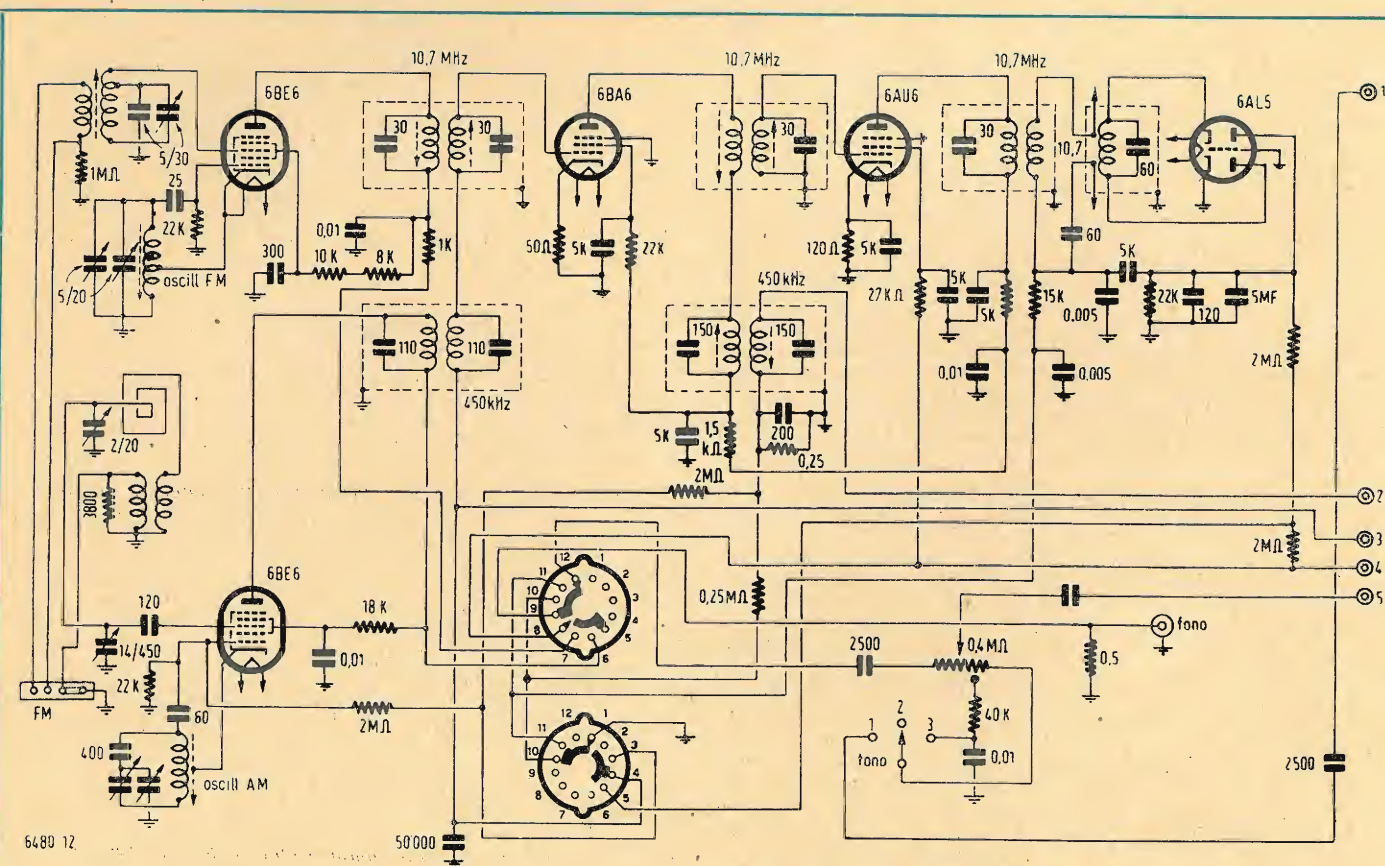 10,7 MHz
10,7 MHz
10,7 MHz
6BE6
6BA6
6AU6
6AL5
1
30
30
30
30
5/30
10,7
60
1MΩ
25
22K
0,01
1K
50Ω
5K
22K
120Ω
5K
60
5K
300
10K
8K
oscill FM
5/20
27KΩ
5K
5K
15K
0.005
22K
120
5MF
450 kHz
110
110
150
150
2MΩ
0,01
0,005
450kHz
2/20
5K
1,5
kΩ
200
0,25
3800
2MΩ
2
3
2MΩ
4
6BE6
12
1
11
2
10
3
9
4
8
5
7
6
120
18 K
0,25MΩ
5
fono
14/450
0,01
2500
0,4MΩ
0,5
22K
FM
60
2MΩ
12
1
11
2
10
3
9
4
8
5
7
6
1
2
3
40K
fono
0,01
400
oscill AM
2500
6480 12
50000